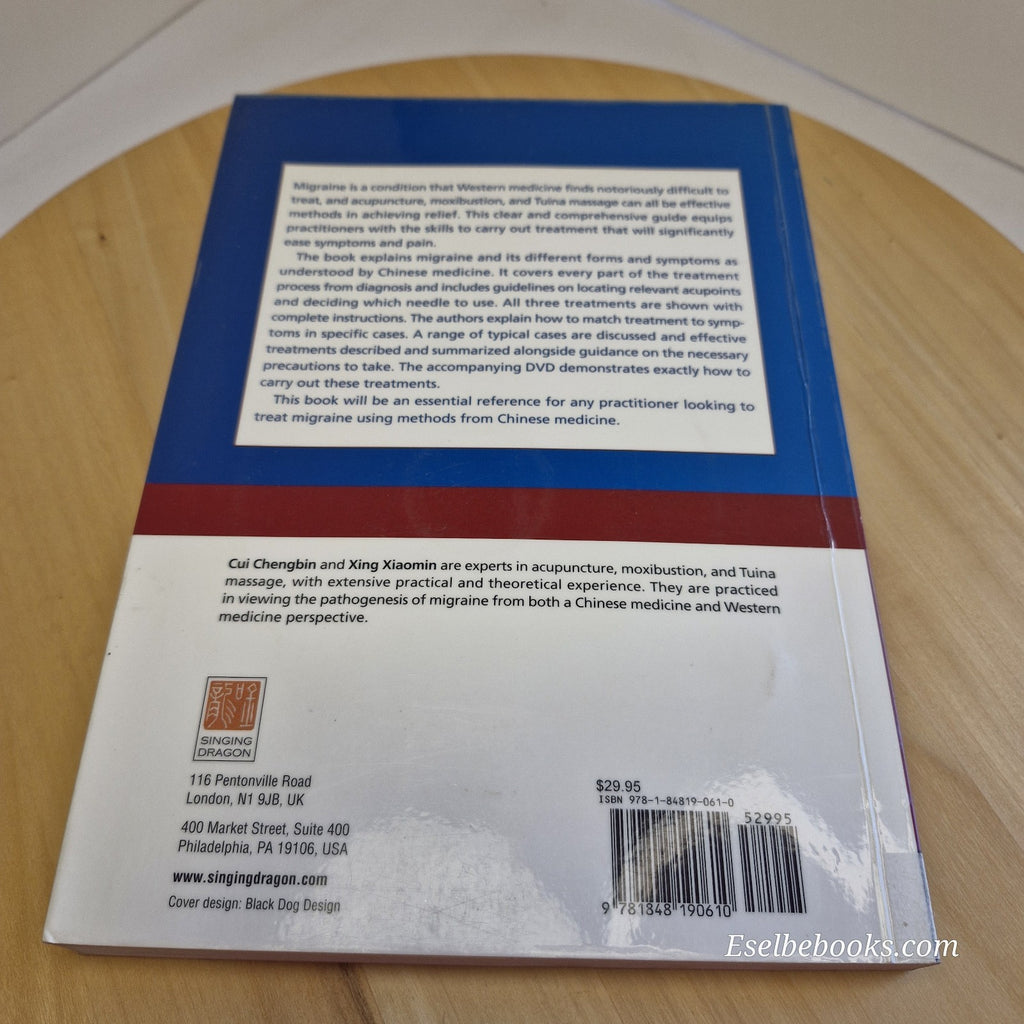 Migraine is a condition that Western medicine finds notoriously difficult to
treat, and acupuncture, moxibustion, and Tuina massage can all be effective
methods in achieving relief. This clear and comprehensive guide equips
practitioners with the skills to carry out treatment that will significantly
ease symptoms and pain.
The book explains migraine and its different forms and symptoms as
understood by Chinese medicine. It covers every part of the treatment
process from diagnosis and includes guidelines on locating relevant acupoints
and deciding which needle to use. All three treatments are shown with
complete instructions. The authors explain how to match treatment to symp-
toms in specific cases. A range of typical cases are discussed and effective
treatments described and summarized alongside guidance on the necessary
precautions to take. The accompanying DVD demonstrates exactly how to
carry out these treatments.
This book will be an essential reference for any practitioner looking to
treat migraine using methods from Chinese medicine.
Cui Chengbin and Xing Xiaomin are experts in acupuncture, moxibustion, and Tuina
massage, with extensive practical and theoretical experience. They are practiced
in viewing the pathogenesis of migraine from both a Chinese medicine and Western
medicine perspective.
SINGING
DRAGON
116 Pentonville Road
London, N1 9JB, UK
400 Market Street, Suite 400
Philadelphia, PA 19106, USA
www.singingdragon.com
Cover design: Black Dog Design
$29.95
ISBN 978-1-84819-061-0
52995
9 781848 190610
Eselbebooks.com